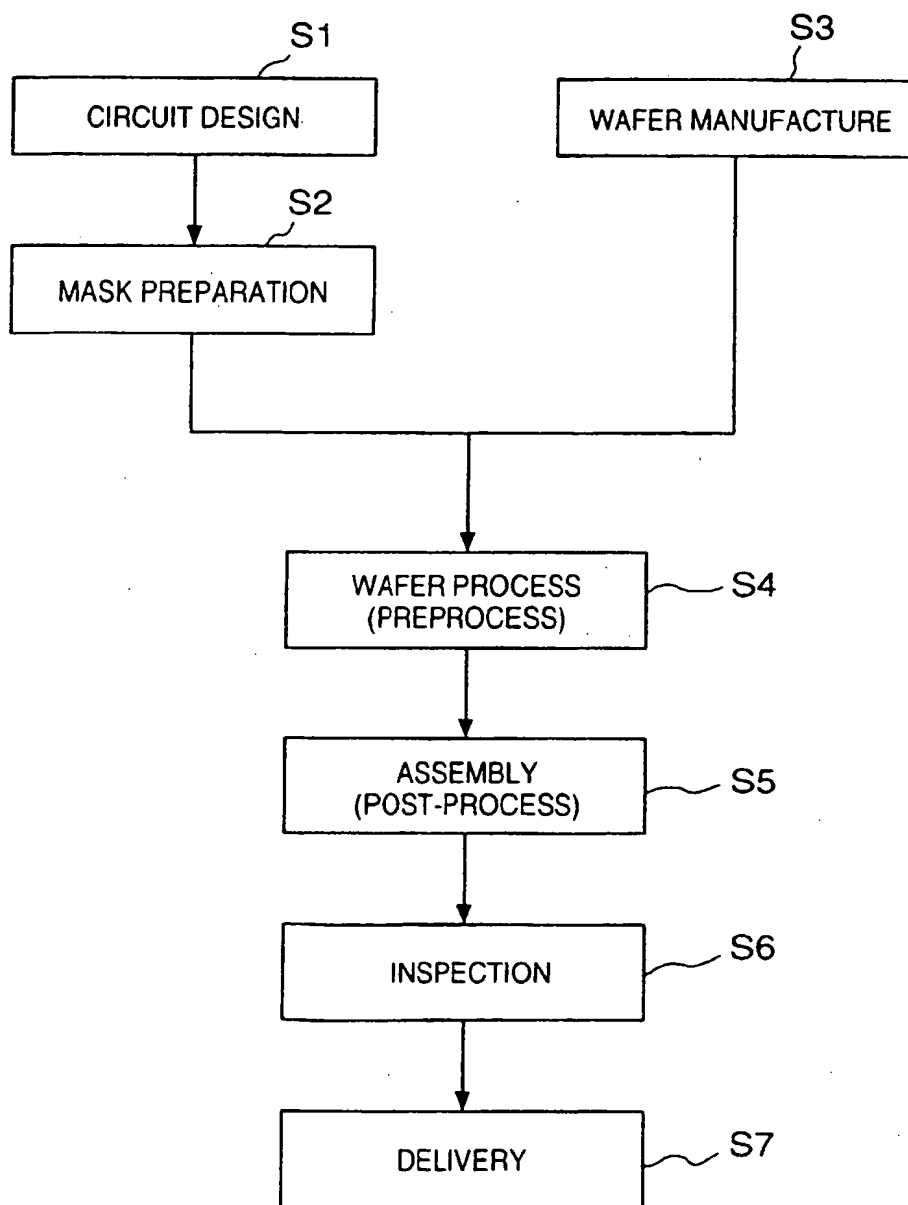 S1
CIRCUIT DESIGN
S3
WAFER MANUFACTURE
S2
MASK PREPARATION
WAFER PROCESS
(PREPROCESS)
S4
ASSEMBLY
(POST-PROCESS)
S5
INSPECTION
S6
DELIVERY
S7